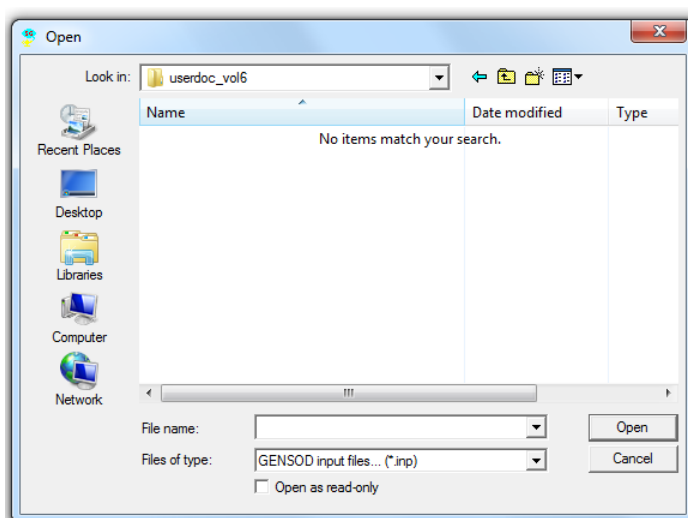 Open
Look in: userdoc_vol6
Name Date modified Type
No items match your search.
Recent Places
Desktop
Libraries
Computer
Network
File name: Open
Files of type: GENSOD input files... (*.inp) Cancel
Open as read-only